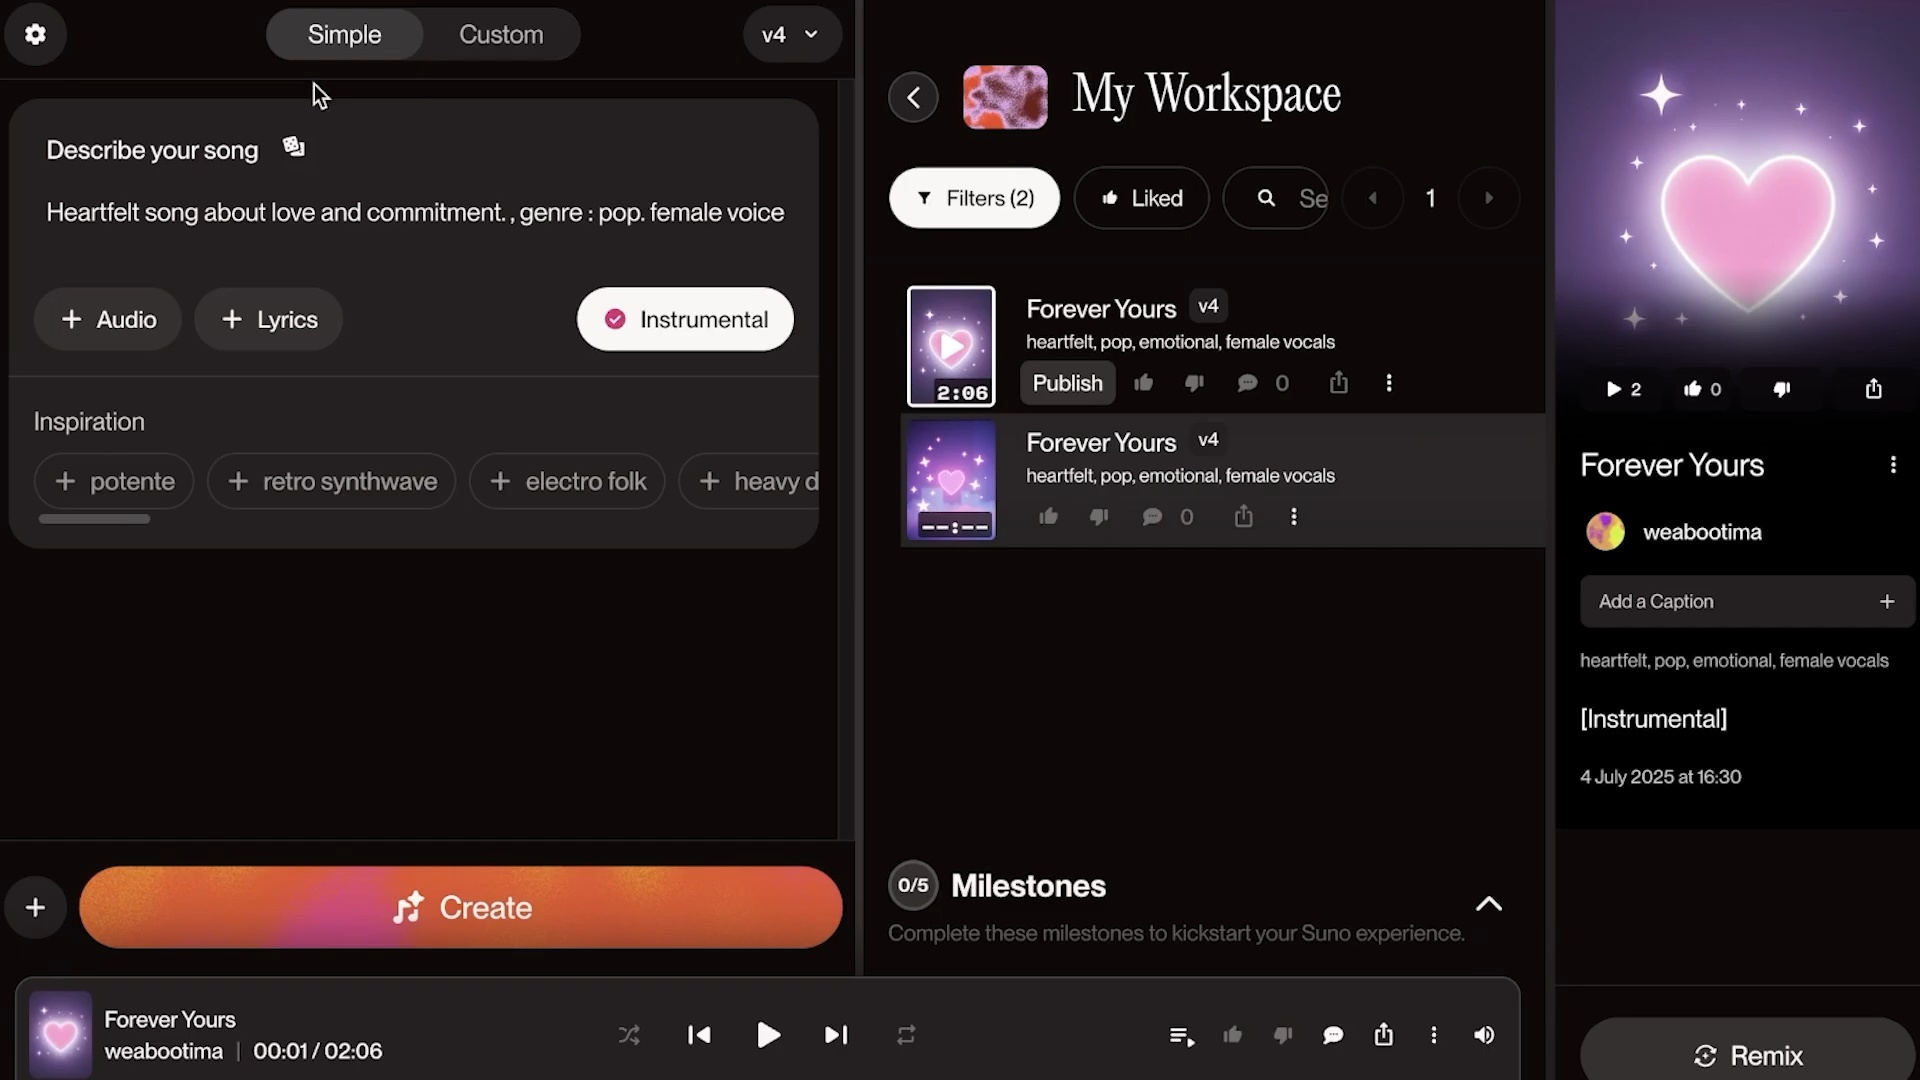 Simple
Custom
v4
Describe your song
Heartfelt song about love and commitment. , genre : pop. female voice
Audio
Lyrics
Instrumental
Inspiration
potente
retro synthwave
electro folk
heavy d
Create
My Workspace
Filters (2)
Liked
Se
1
Forever Yours v4
heartfelt, pop, emotional, female vocals
2:06
Publish
0
Forever Yours v4
heartfelt, pop, emotional, female vocals
--:--
0
0/5 Milestones
Complete these milestones to kickstart your Suno experience.
2
0
Forever Yours
weabootima
Add a Caption
heartfelt, pop, emotional, female vocals
[Instrumental]
4 July 2025 at 16:30
Remix
Forever Yours
weabootima | 00:01 / 02:06